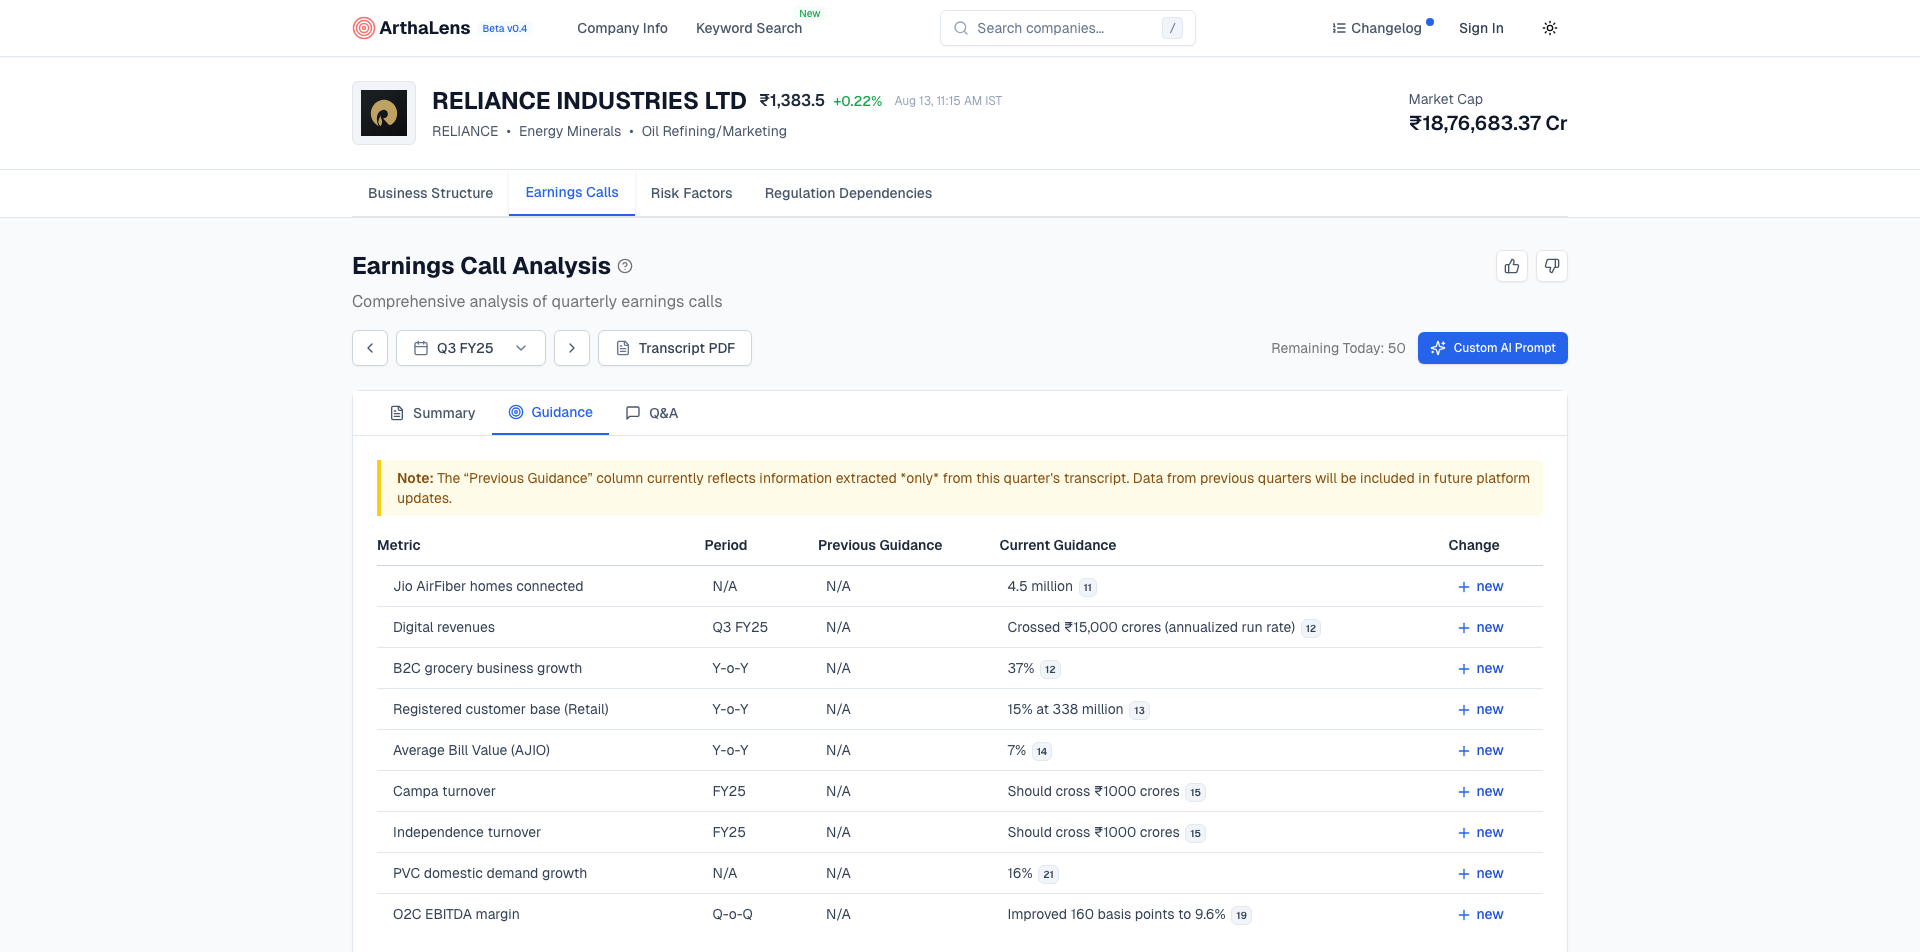 ArthaLens Beta v0.4 Company Info Keyword Search New Search companies... / Changelog Sign In
RELIANCE INDUSTRIES LTD ₹1,383.5 +0.22% Aug 13, 11:15 AM IST
RELIANCE • Energy Minerals • Oil Refining/Marketing
Market Cap
₹18,76,683.37 Cr
Business Structure Earnings Calls Risk Factors Regulation Dependencies
Earnings Call Analysis ?
Comprehensive analysis of quarterly earnings calls
Q3 FY25 Transcript PDF Remaining Today: 50 Custom AI Prompt
Summary Guidance Q&A
Note: The “Previous Guidance” column currently reflects information extracted *only* from this quarter's transcript. Data from previous quarters will be included in future platform
updates.
Metric Period Previous Guidance Current Guidance Change
Jio AirFiber homes connected N/A N/A 4.5 million 11 + new
Digital revenues Q3 FY25 N/A Crossed ₹15,000 crores (annualized run rate) 12 + new
B2C grocery business growth Y-o-Y N/A 37% 12 + new
Registered customer base (Retail) Y-o-Y N/A 15% at 338 million 13 + new
Average Bill Value (AJIO) Y-o-Y N/A 7% 14 + new
Campa turnover FY25 N/A Should cross ₹1000 crores 15 + new
Independence turnover FY25 N/A Should cross ₹1000 crores 15 + new
PVC domestic demand growth N/A N/A 16% 21 + new
O2C EBITDA margin Q-o-Q N/A Improved 160 basis points to 9.6% 19 + new